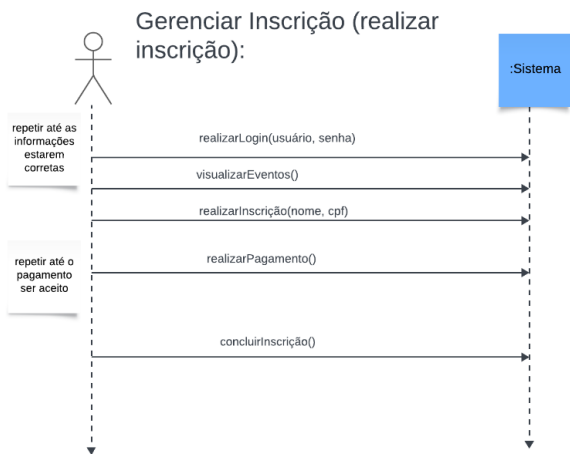 Gerenciar Inscrição (realizar
inscrição):
:Sistema
repetir até as
informações
estarem
corretas
realizarLogin(usuário, senha)
visualizarEventos()
realizarInscrição(nome, cpf)
repetir até o
pagamento
ser aceito
realizarPagamento()
concluirInscrição()